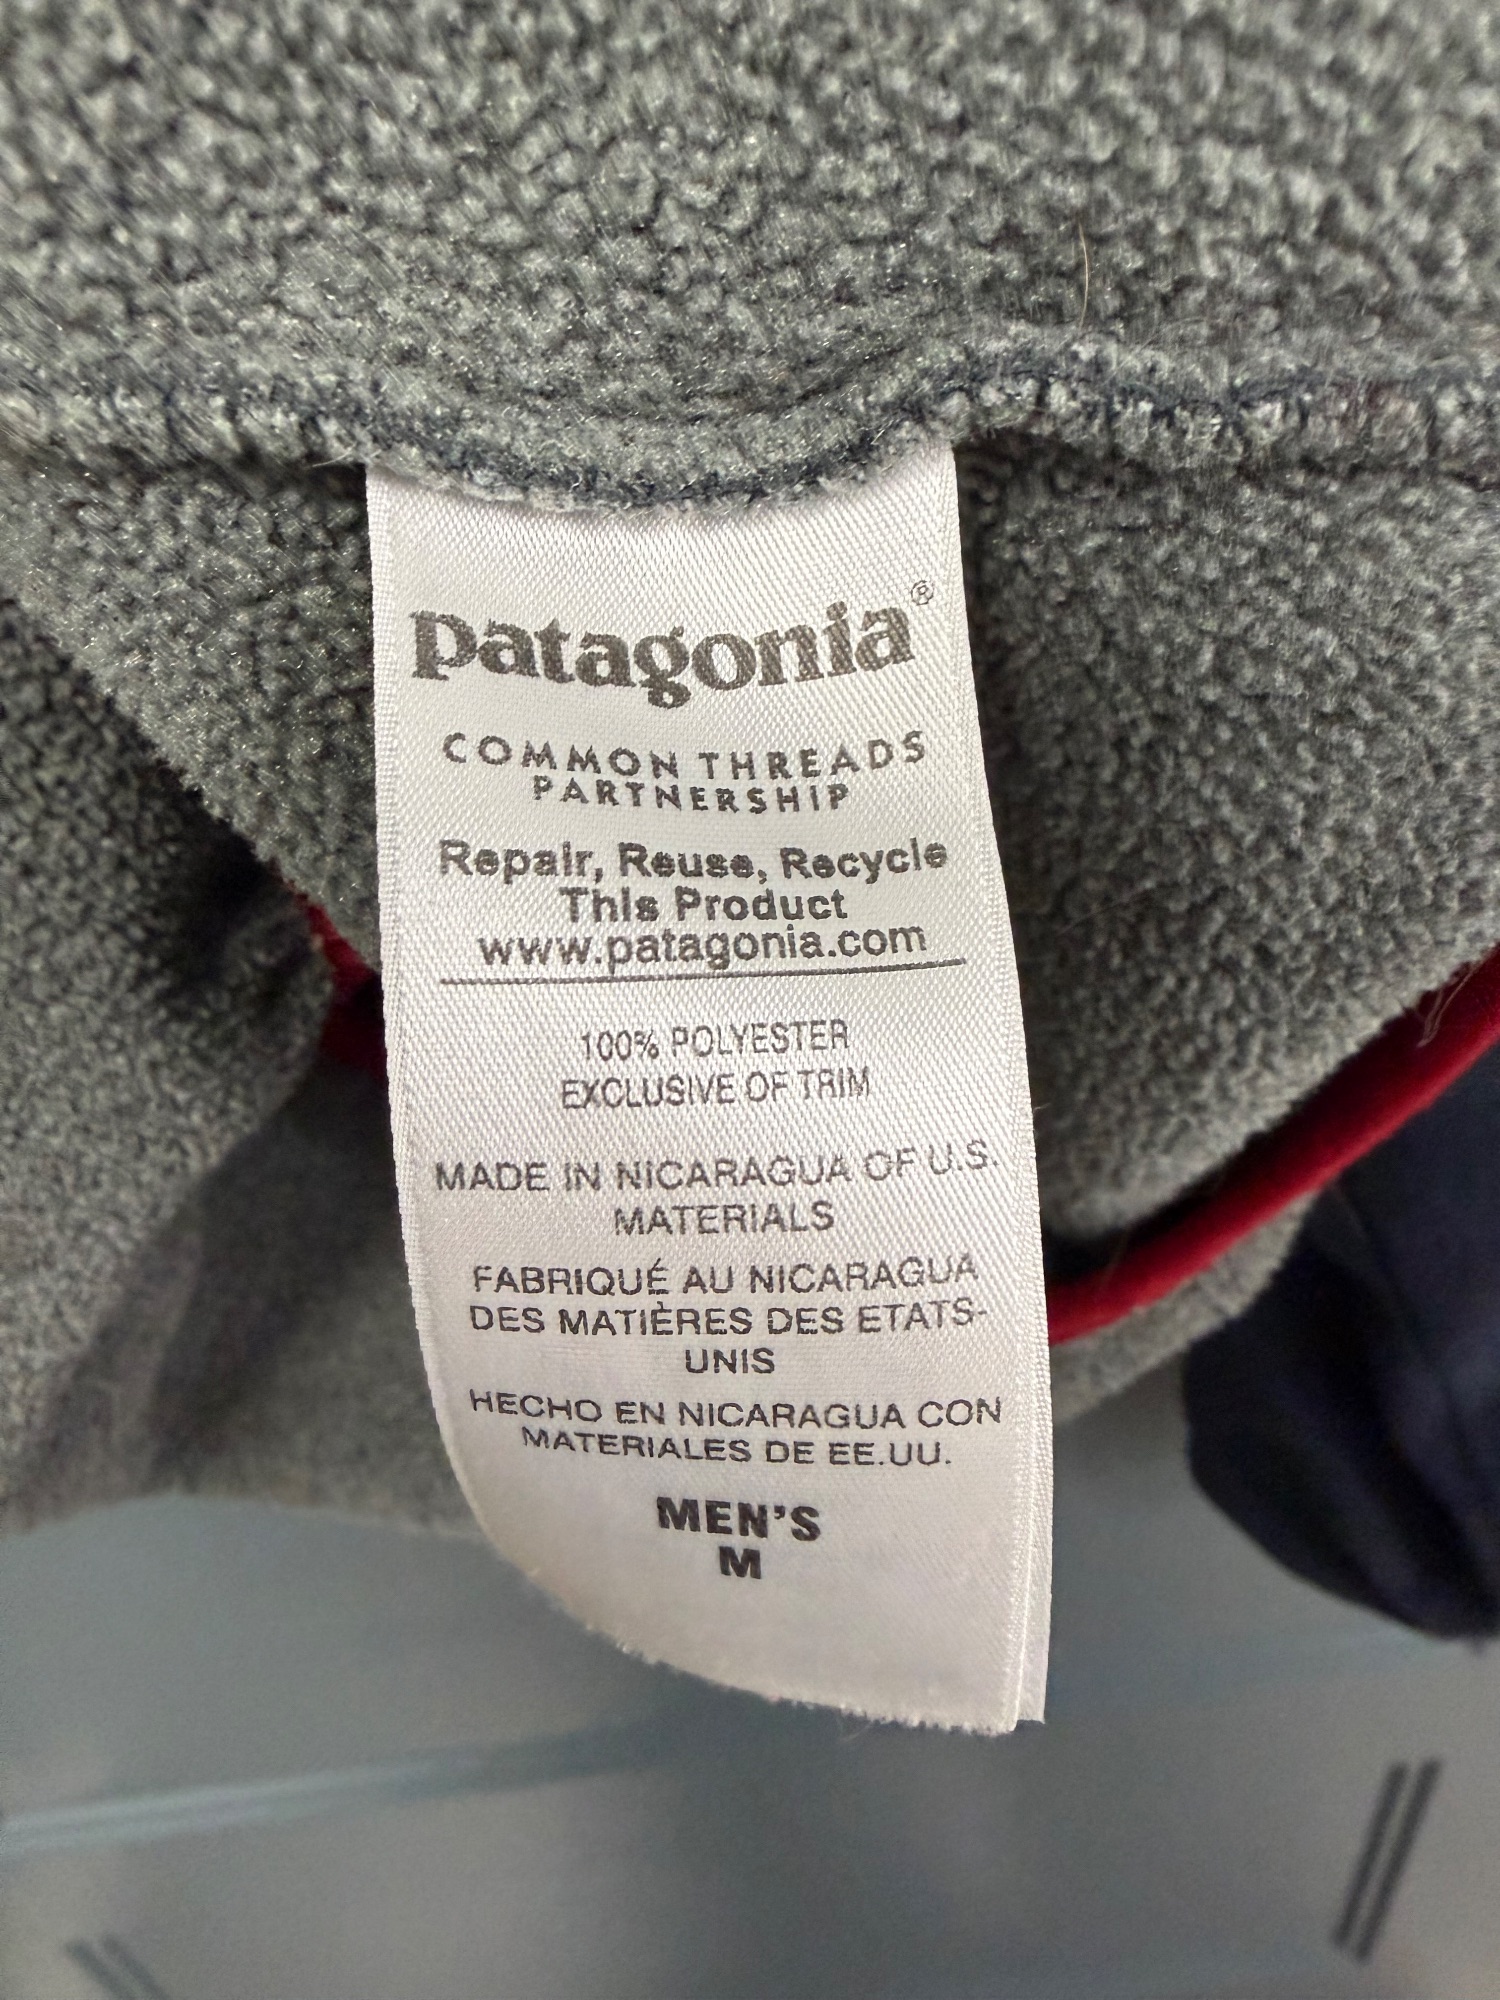 patagonia®
COMMON THREADS
PARTNERSHIP
Repair, Reuse, Recycle
This Product
www.patagonia.com
100% POLYESTER
EXCLUSIVE OF TRIM
MADE IN NICARAGUA OF U.S.
MATERIALS
FABRIQUÉ AU NICARAGUA
DES MATIÈRES DES ETATS-
UNIS
HECHO EN NICARAGUA CON
MATERIALES DE EE.UU.
MEN'S
M